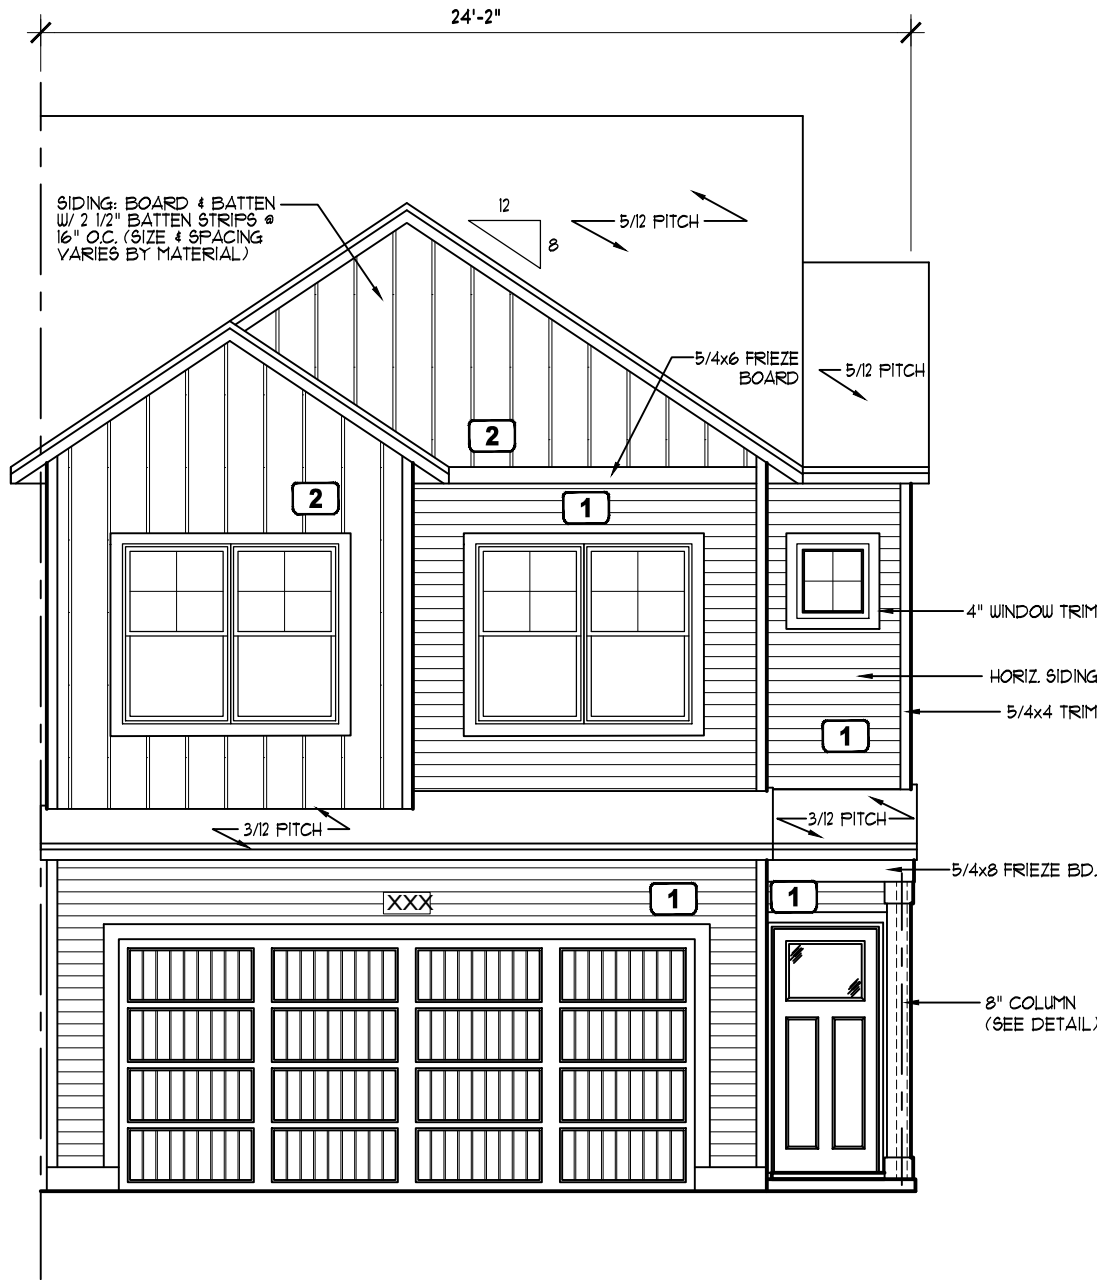 24'-2"
SIDING: BOARD & BATTEN
W/ 2 1/2" BATTEN STRIPS @
16" O.C. (SIZE & SPACING
VARIES BY MATERIAL)
12
8
5/12 PITCH
5/4x6 FRIEZE
BOARD
5/12 PITCH
2
2
1
4" WINDOW TRIM
HORIZ. SIDING
5/4x4 TRIM
1
3/12 PITCH
3/12 PITCH
5/4x8 FRIEZE BD.
XXX
1
1
8" COLUMN
(SEE DETAIL)